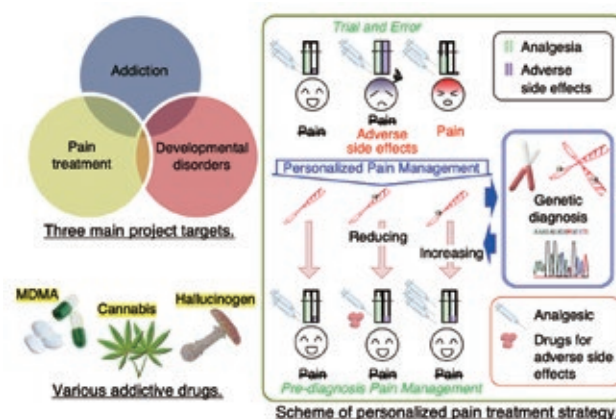 Addiction
Pain
treatment
Developmental
disorders
Three main project targets.
MDMA
Cannabis
Hallucinogen
Various addictive drugs.
Trial and Error
Pain
Adverse
side effects
Pain
Analgesia
Adverse
side effects
Personalized Pain Management
Reducing
Increasing
Genetic
diagnosis
Pain
Pain
Pain
Pre-diagnosis Pain Management
Analgesic
Drugs for
adverse side
effects
Scheme of personalized pain treatment strategy